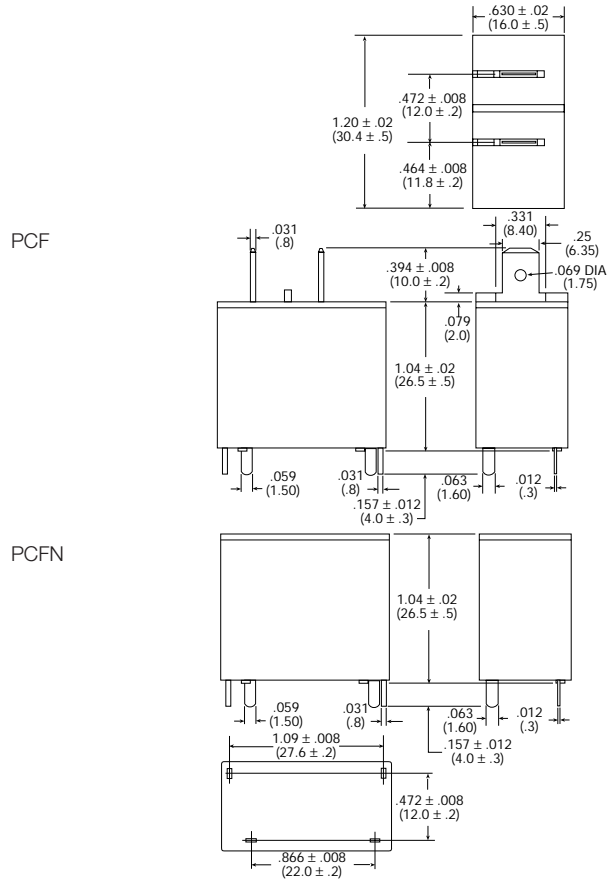 .630 ± .02
(16.0 ± .5)
.472 ± .008
(12.0 ± .2)
1.20 ± .02
(30.4 ± .5)
.464 ± .008
(11.8 ± .2)
PCF
.031
(.8)
.331
(8.40)
.25
(6.35)
.394 ± .008
(10.0 ± .2)
.069 DIA
(1.75)
.079
(2.0)
1.04 ± .02
(26.5 ± .5)
.059
(1.50)
.031
(.8)
.063
(1.60)
.012
(.3)
.157 ± .012
(4.0 ± .3)
PCFN
1.04 ± .02
(26.5 ± .5)
.059
(1.50)
.031
(.8)
.063
(1.60)
.012
(.3)
.157 ± .012
(4.0 ± .3)
1.09 ± .008
(27.6 ± .2)
.472 ± .008
(12.0 ± .2)
.866 ± .008
(22.0 ± .2)